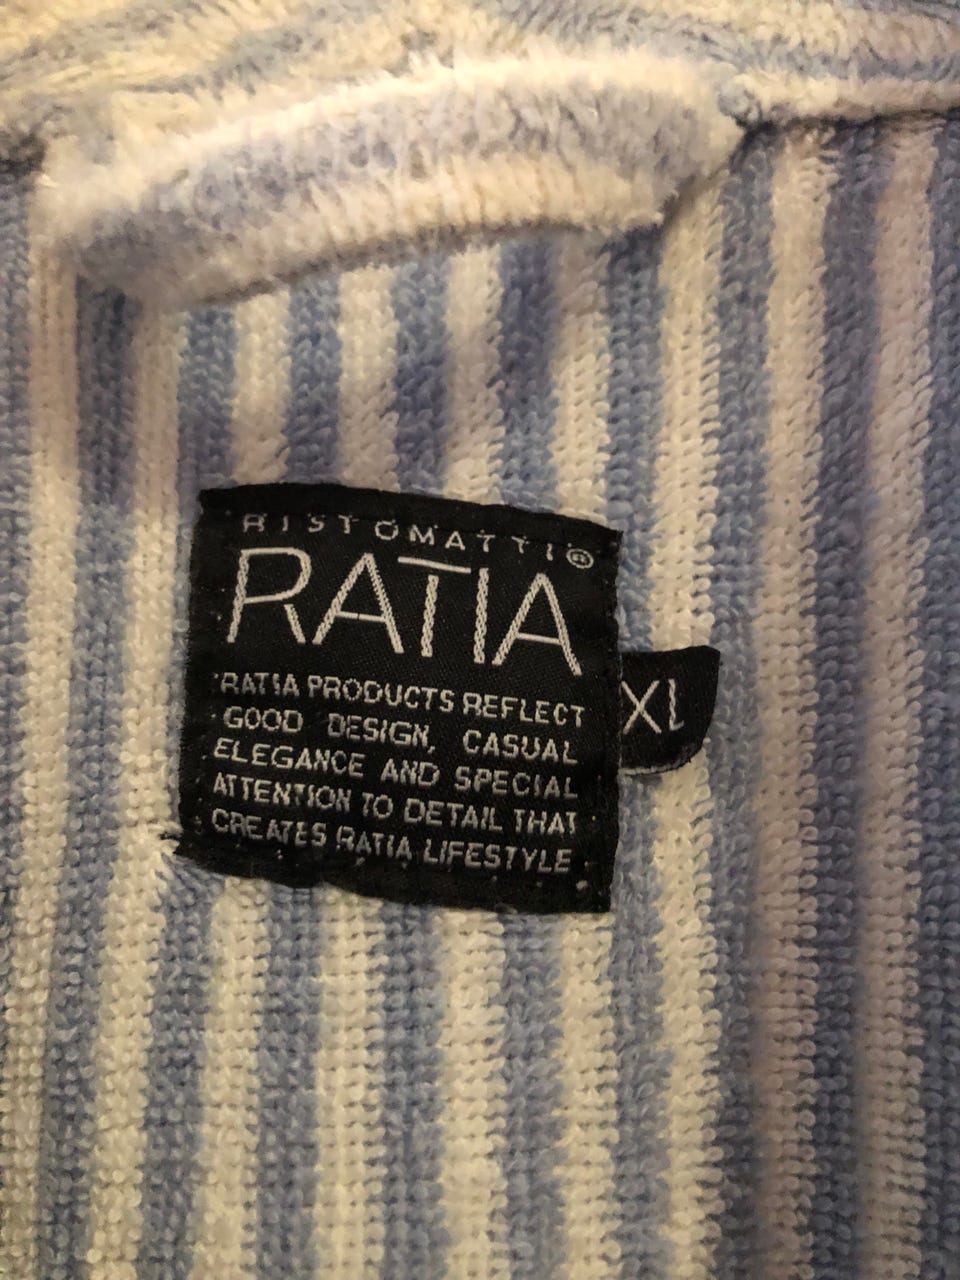 RISTOMATTI®
RATIA
RATIA PRODUCTS REFLECT
GOOD DESIGN, CASUAL
ELEGANCE AND SPECIAL
ATTENTION TO DETAIL THAT
CREATES RATIA LIFESTYLE
XL